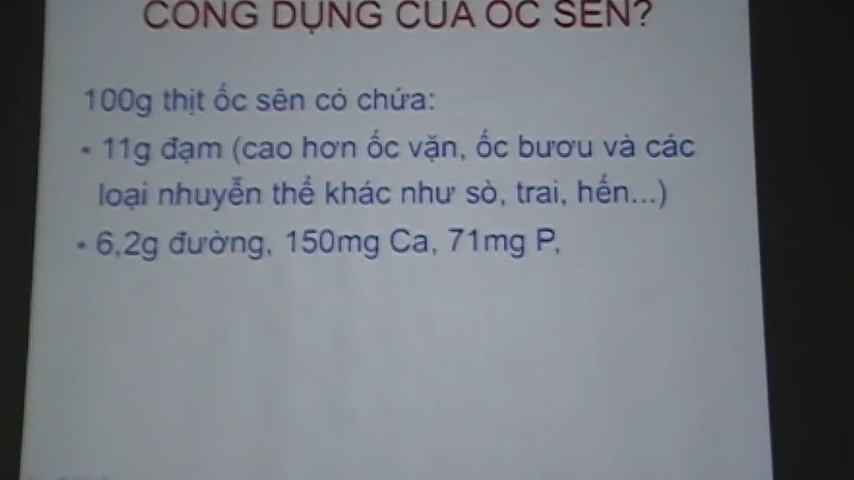 CÔNG DỤNG CỦA ỐC SÊN?
100g thịt ốc sên có chứa:
• 11g đạm (cao hơn ốc vặn, ốc bươu và các
loại nhuyễn thể khác như sò, trai, hến...)
• 6,2g đường, 150mg Ca, 71mg P,